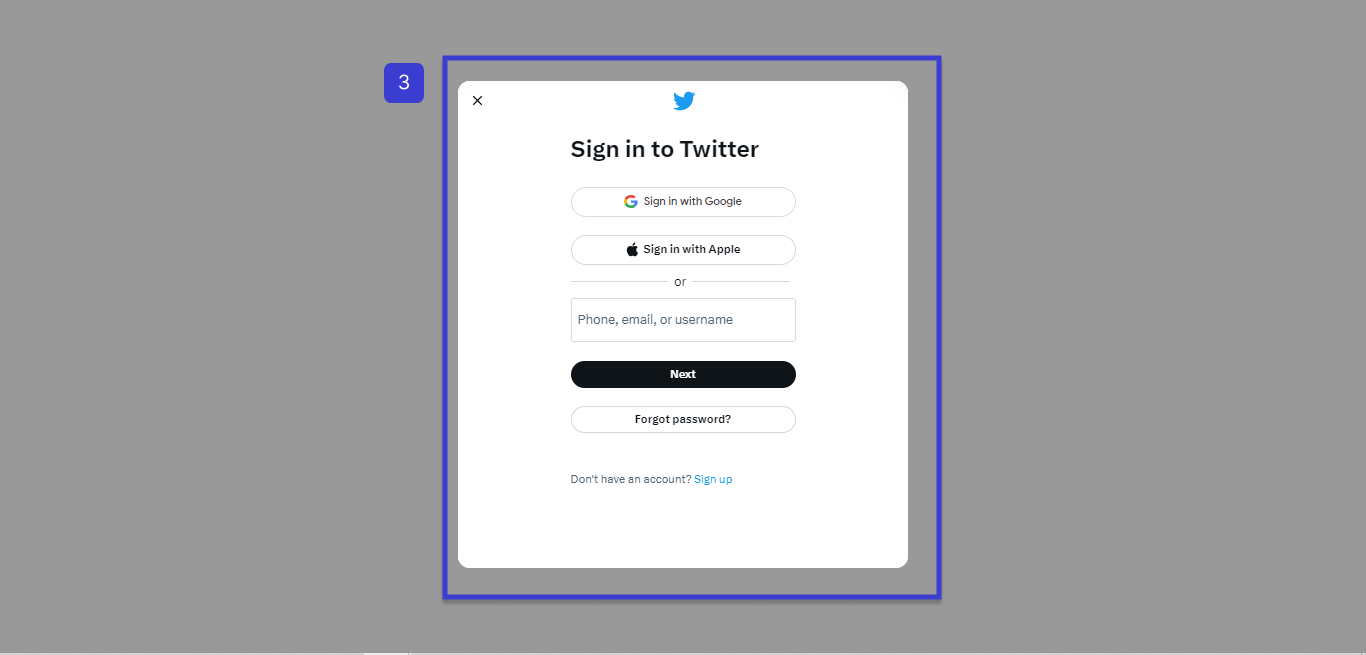 3
Sign in to Twitter
Sign in with Google
Sign in with Apple
or
Phone, email, or username
Next
Forgot password?
Don't have an account? Sign up